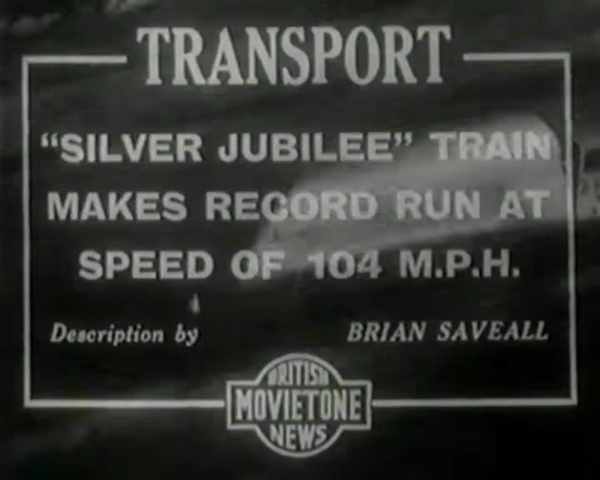 TRANSPORT
“SILVER JUBILEE” TRAIN
MAKES RECORD RUN AT
SPEED OF 104 M.P.H.
Description by BRIAN SAVEALL
BRITISH
MOVIETONE
NEWS